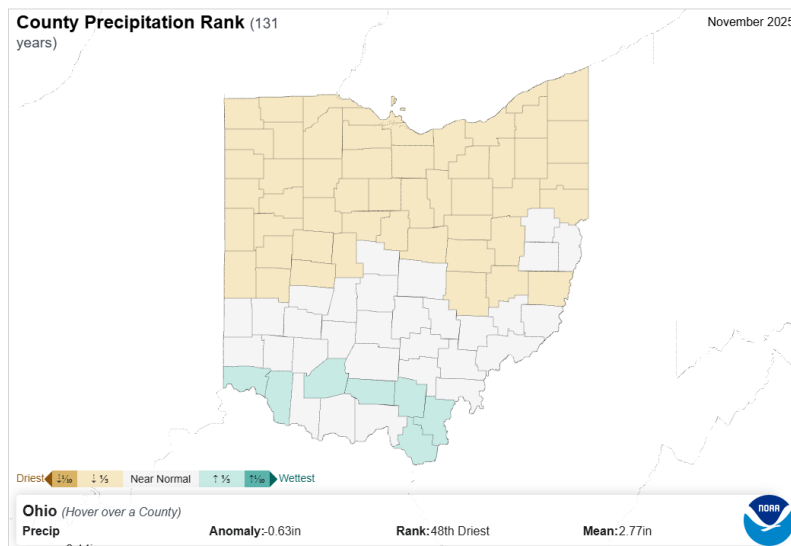 County Precipitation Rank (131 years)
November 2025
Driest ↓¹⁄₁₀ ↓ ⅓ Near Normal ↑ ⅓ ↑¹⁄₁₀ Wettest
Ohio (Hover over a County)
Precip Anomaly:-0.63in Rank:48th Driest Mean:2.77in
NOAA